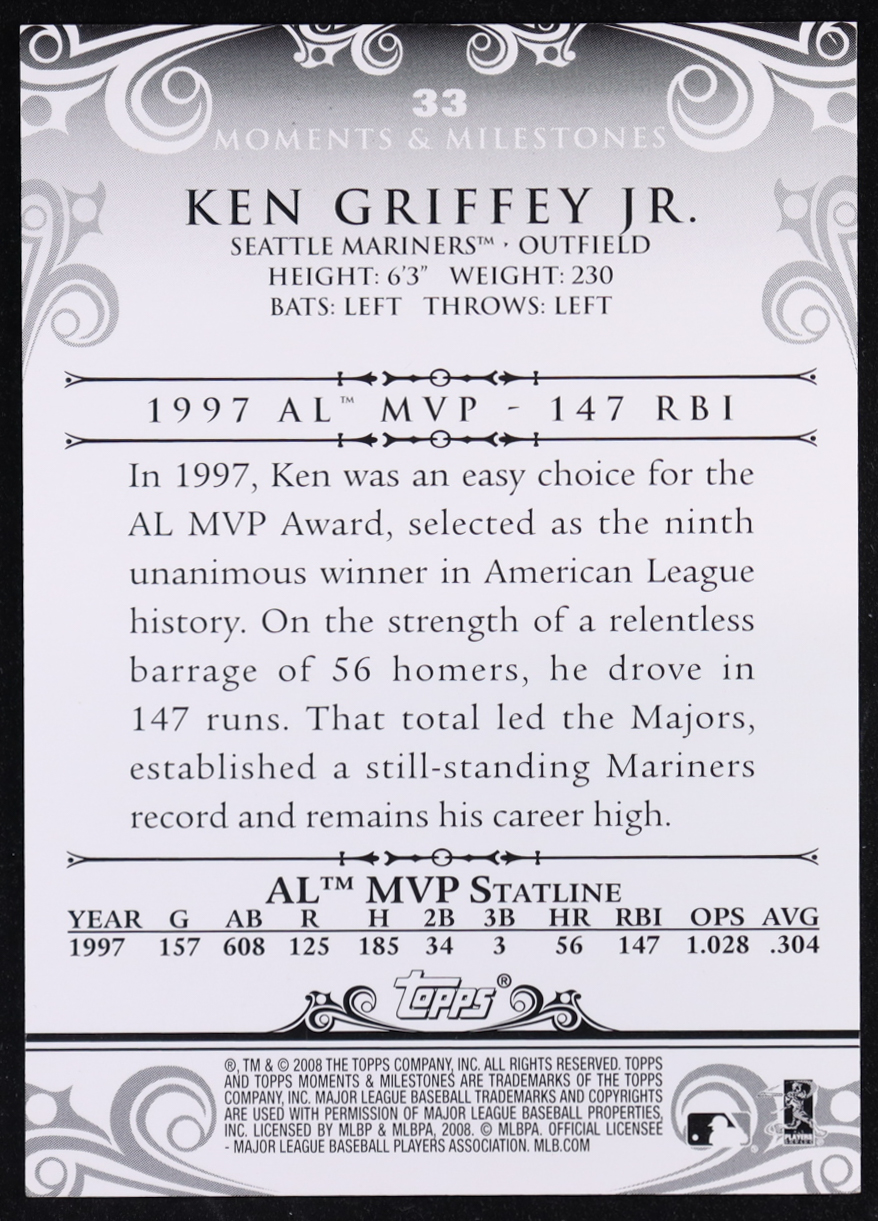 33
MOMENTS & MILESTONES
KEN GRIFFEY JR.
SEATTLE MARINERS™ · OUTFIELD
HEIGHT: 6'3" WEIGHT: 230
BATS: LEFT THROWS: LEFT
1997 AL™ MVP - 147 RBI
In 1997, Ken was an easy choice for the
AL MVP Award, selected as the ninth
unanimous winner in American League
history. On the strength of a relentless
barrage of 56 homers, he drove in
147 runs. That total led the Majors,
established a still-standing Mariners
record and remains his career high.
AL™ MVP STATLINE
YEAR G AB R H 2B 3B HR RBI OPS AVG
1997 157 608 125 185 34 3 56 147 1.028 .304
topps®
®, TM & © 2008 THE TOPPS COMPANY, INC. ALL RIGHTS RESERVED. TOPPS
AND TOPPS MOMENTS & MILESTONES ARE TRADEMARKS OF THE TOPPS
COMPANY, INC. MAJOR LEAGUE BASEBALL TRADEMARKS AND COPYRIGHTS
ARE USED WITH PERMISSION OF MAJOR LEAGUE BASEBALL PROPERTIES,
INC. LICENSED BY MLBP & MLBPA, 2008. © MLBPA. OFFICIAL LICENSEE
- MAJOR LEAGUE BASEBALL PLAYERS ASSOCIATION. MLB.COM